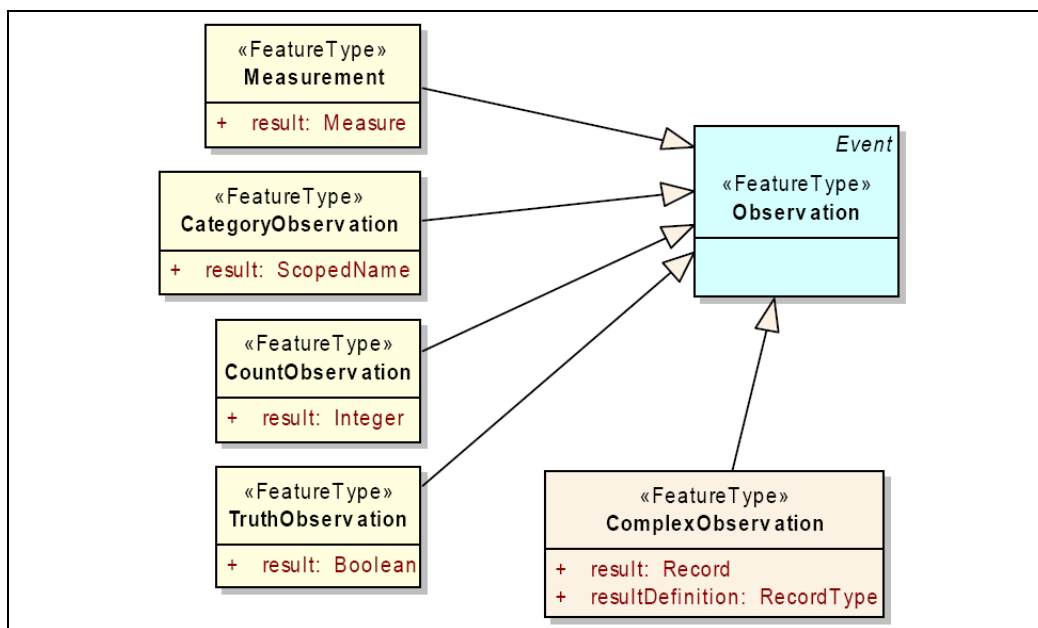 «FeatureType»
Measurement
+ result: Measure
«FeatureType»
CategoryObservation
+ result: ScopedName
«FeatureType»
CountObservation
+ result: Integer
«FeatureType»
TruthObservation
+ result: Boolean
Event
«FeatureType»
Observation
«FeatureType»
ComplexObservation
+ result: Record
+ resultDefinition: RecordType